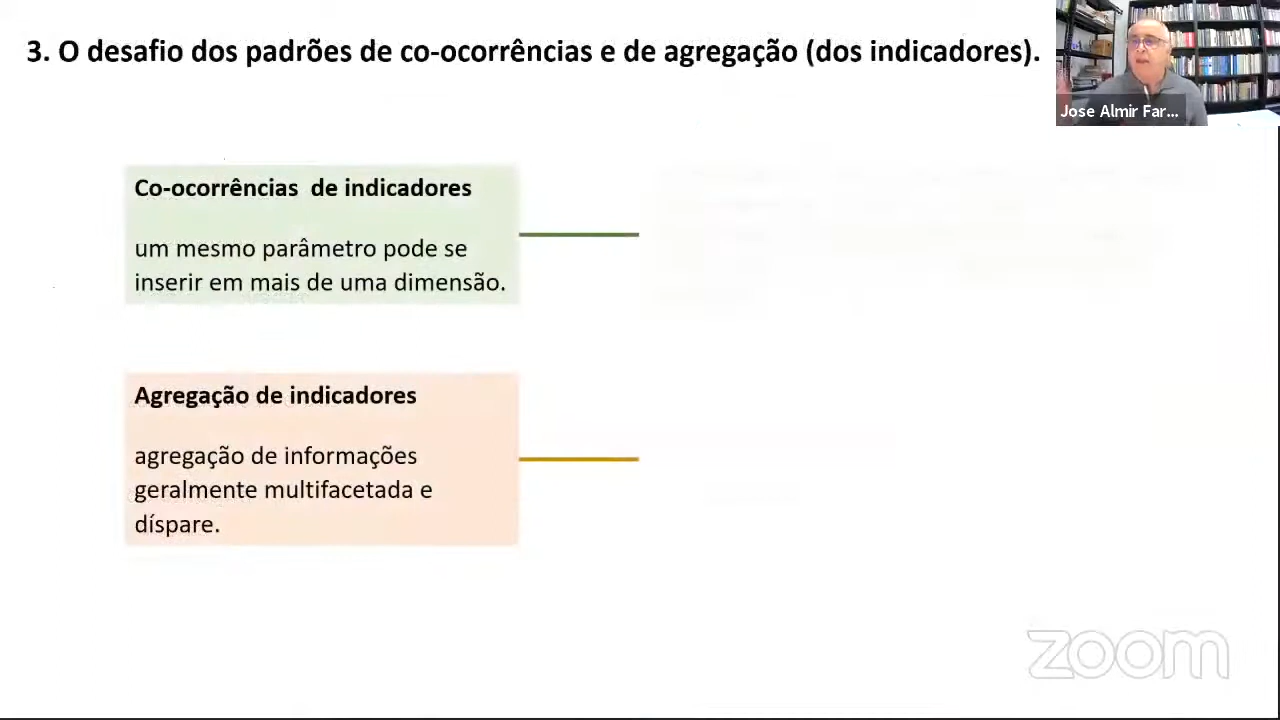 3. O desafio dos padrões de co-ocorrências e de agregação (dos indicadores).
Jose Almir Far...
Co-ocorrências de indicadores
um mesmo parâmetro pode se
inserir em mais de uma dimensão.
Agregação de indicadores
agregação de informações
geralmente multifacetada e
díspare.
zoom